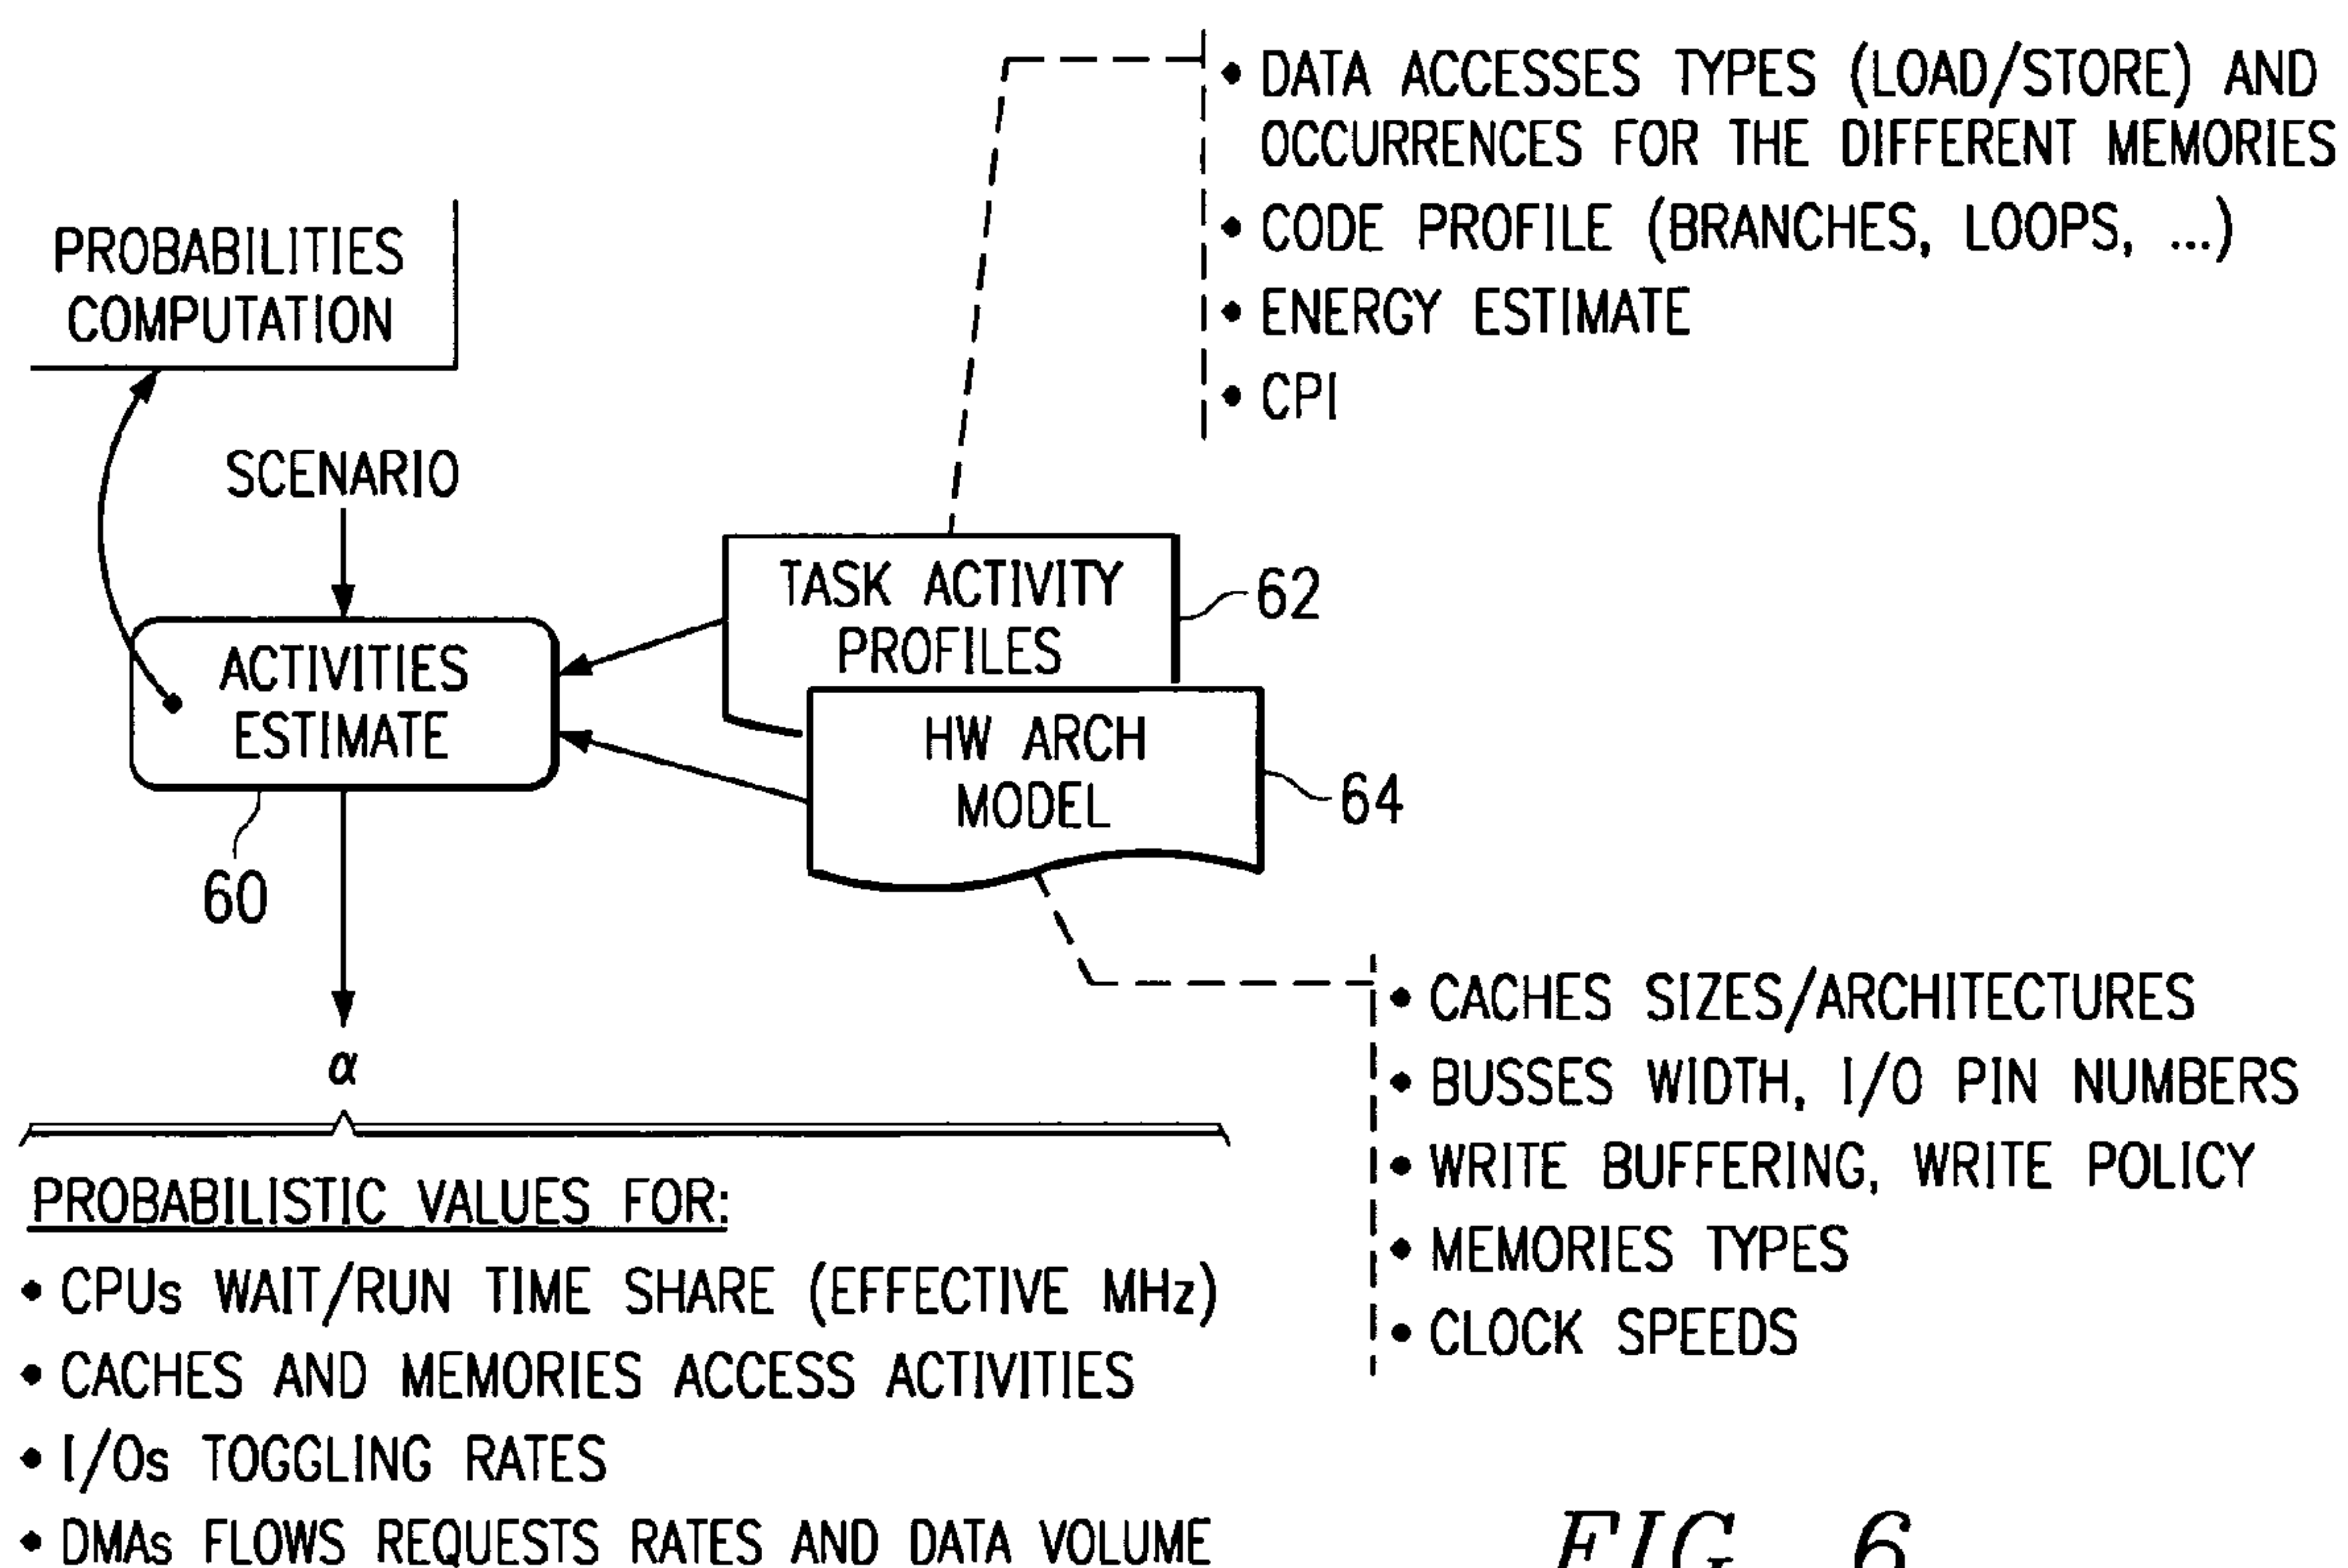 • DATA ACCESSES TYPES (LOAD/STORE) AND
OCCURRENCES FOR THE DIFFERENT MEMORIES
• CODE PROFILE (BRANCHES, LOOPS, ...)
• ENERGY ESTIMATE
• CPI
PROBABILITIES
COMPUTATION
SCENARIO
TASK ACTIVITY
PROFILES
62
ACTIVITIES
ESTIMATE
60
HW ARCH
MODEL
64
• CACHES SIZES/ARCHITECTURES
• BUSSES WIDTH, I/O PIN NUMBERS
• WRITE BUFFERING, WRITE POLICY
• MEMORIES TYPES
• CLOCK SPEEDS
α
PROBABILISTIC VALUES FOR:
• CPUs WAIT/RUN TIME SHARE (EFFECTIVE MHz)
• CACHES AND MEMORIES ACCESS ACTIVITIES
• I/Os TOGGLING RATES
• DMAs FLOWS REQUESTS RATES AND DATA VOLUME
FIG. 6